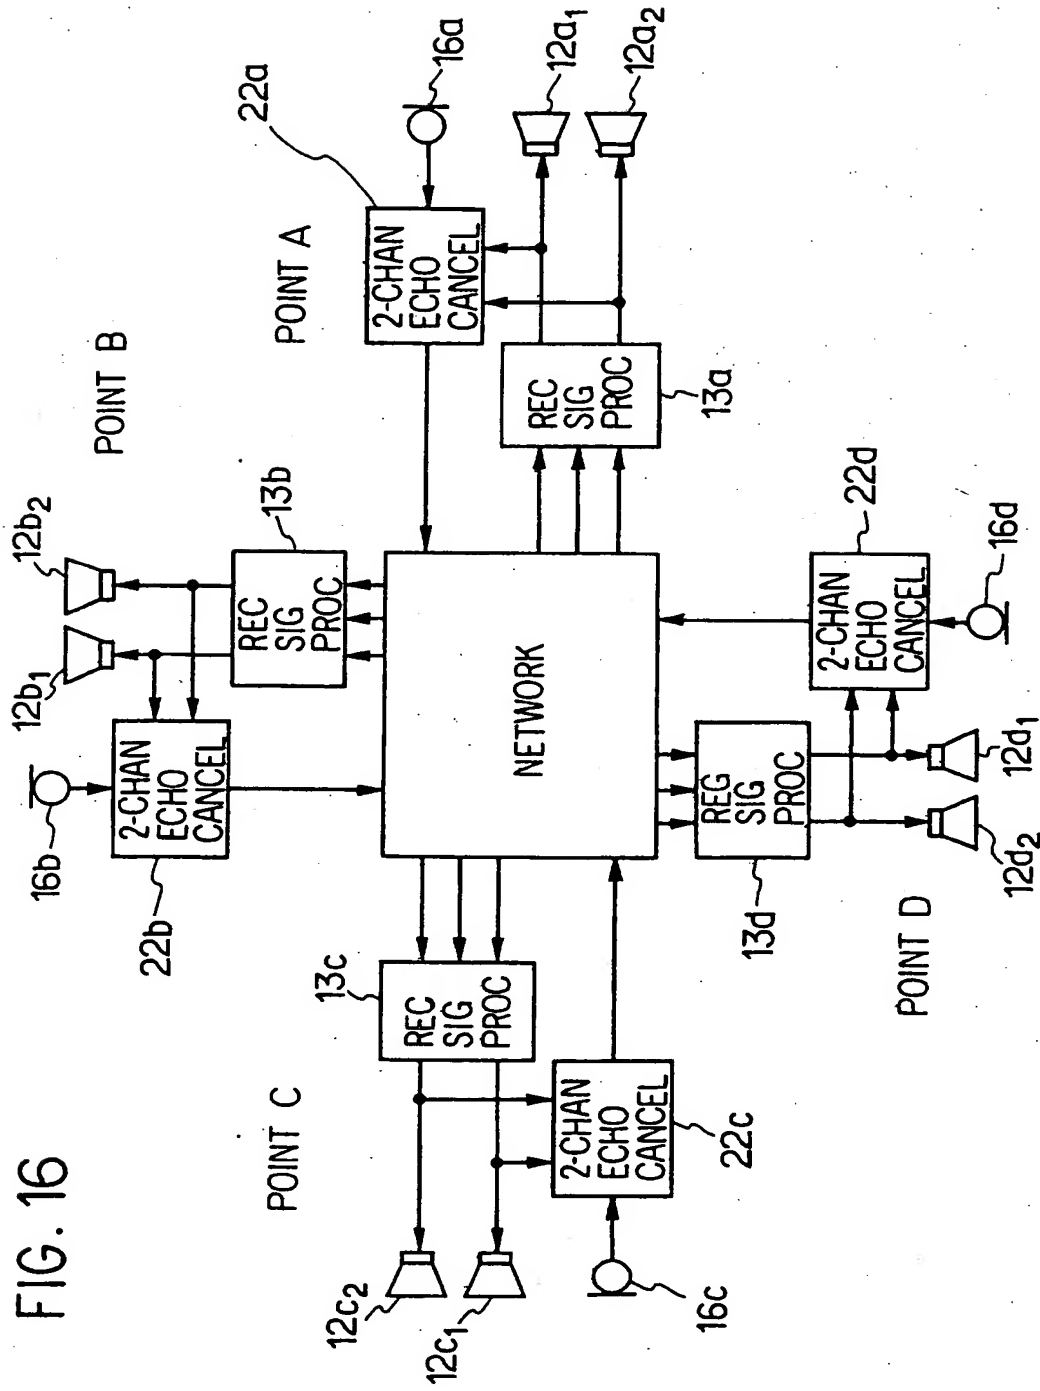 FIG. 16
POINT B
POINT A
22a
16a
12a1
12a2
2-CHAN
ECHO
CANCEL
REC
SIG
PROC
13a
12b2
12b1
16b
13b
REC
SIG
PROC
2-CHAN
ECHO
CANCEL
22b
NETWORK
22d
2-CHAN
ECHO
CANCEL
16d
REG
SIG
PROC
13d
12d1
12d2
POINT D
13c
REC
SIG
PROC
POINT C
2-CHAN
ECHO
CANCEL
22c
12c2
12c1
16c